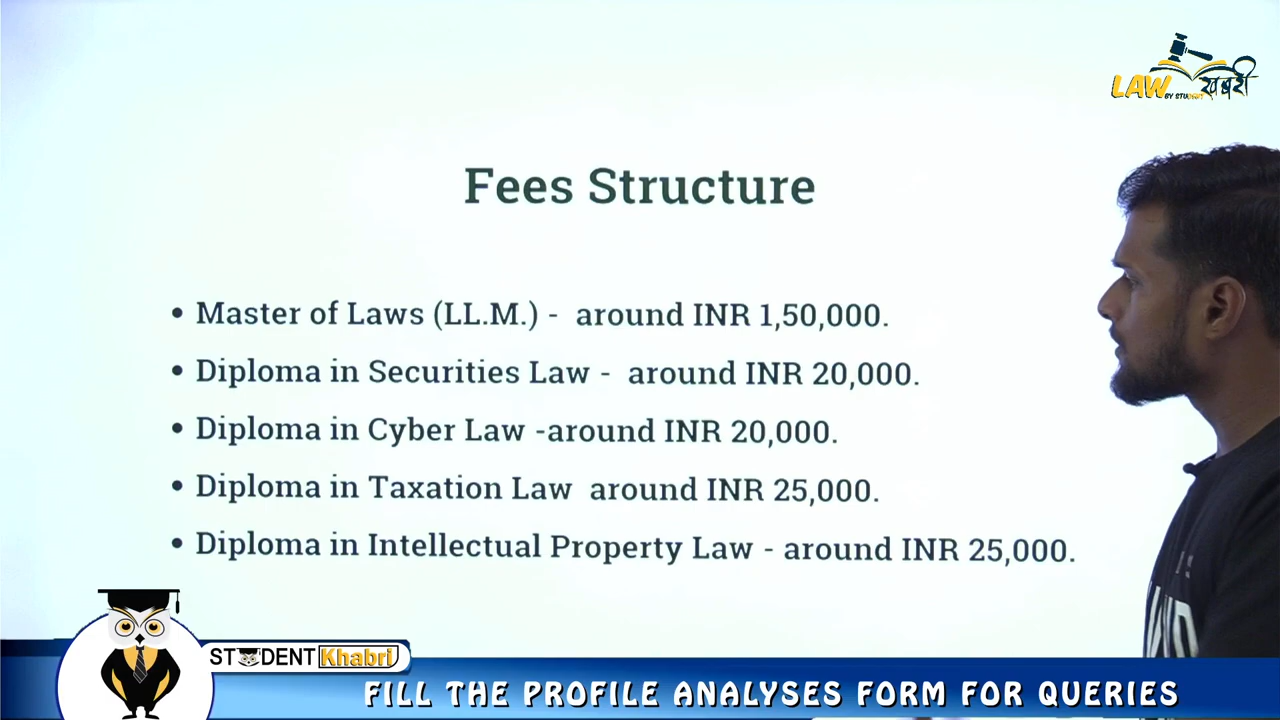 LAW खबरी
BY STUDENT
Fees Structure
• Master of Laws (LL.M.) - around INR 1,50,000.
• Diploma in Securities Law - around INR 20,000.
• Diploma in Cyber Law -around INR 20,000.
• Diploma in Taxation Law around INR 25,000.
• Diploma in Intellectual Property Law - around INR 25,000.
STUDENT Khabri
FILL THE PROFILE ANALYSES FORM FOR QUERIES